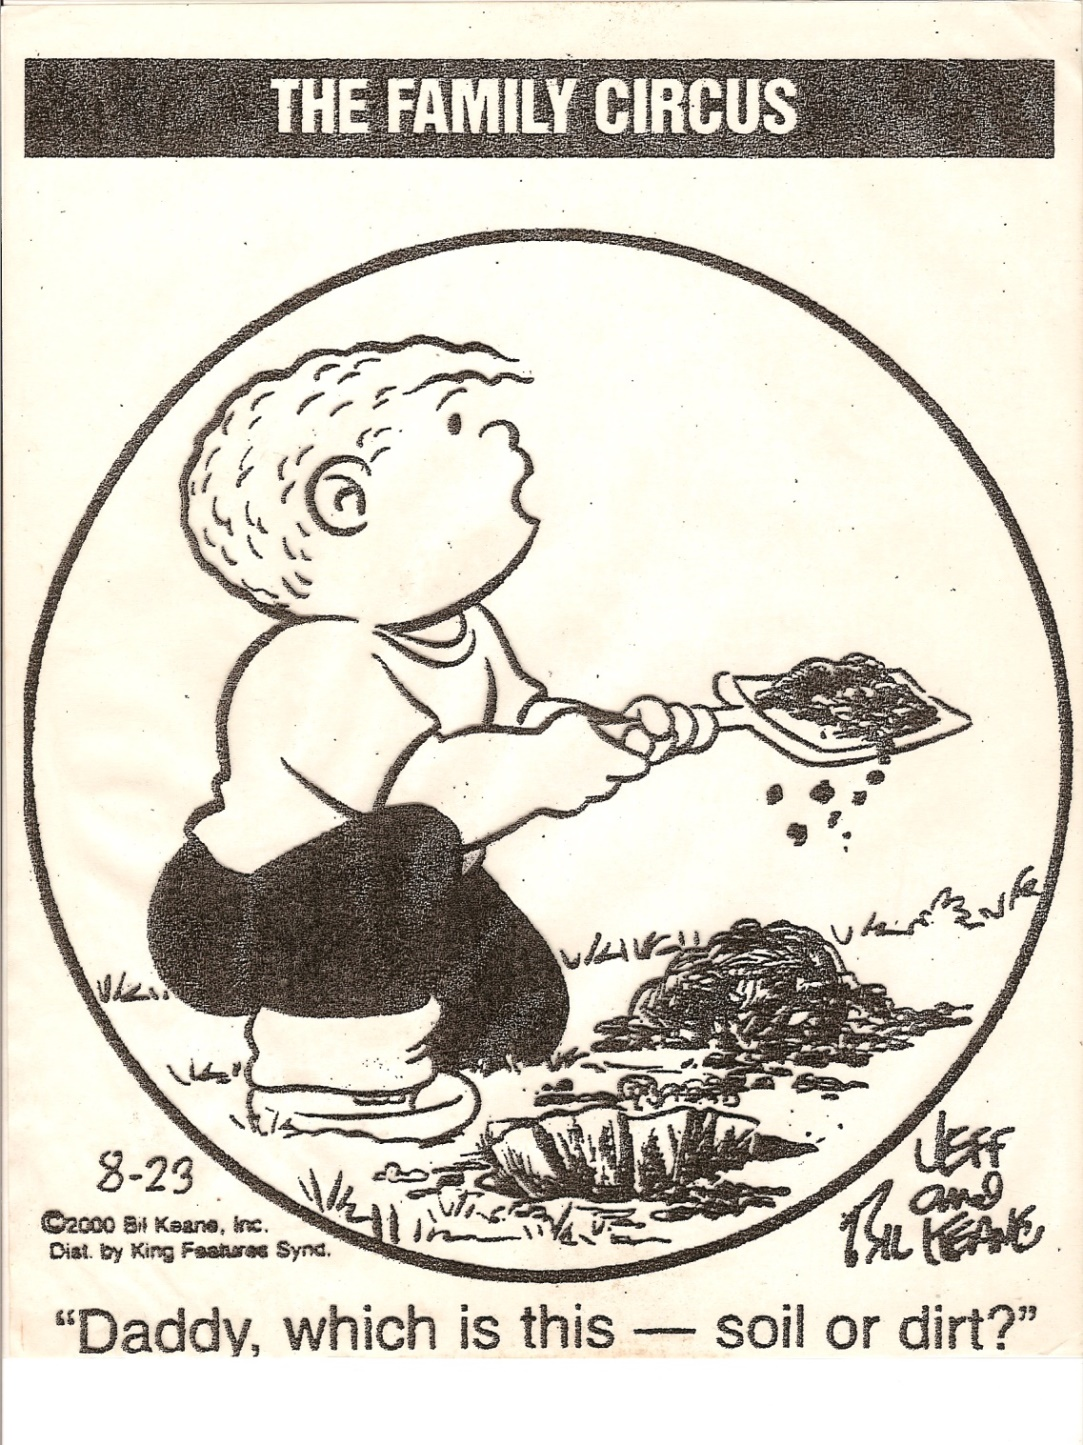 THE FAMILY CIRCUS
8-23
©2000 Bil Keane, Inc.
Dist. by King Features Synd.
JEFF
and
BIL KEANE
“Daddy, which is this — soil or dirt?”